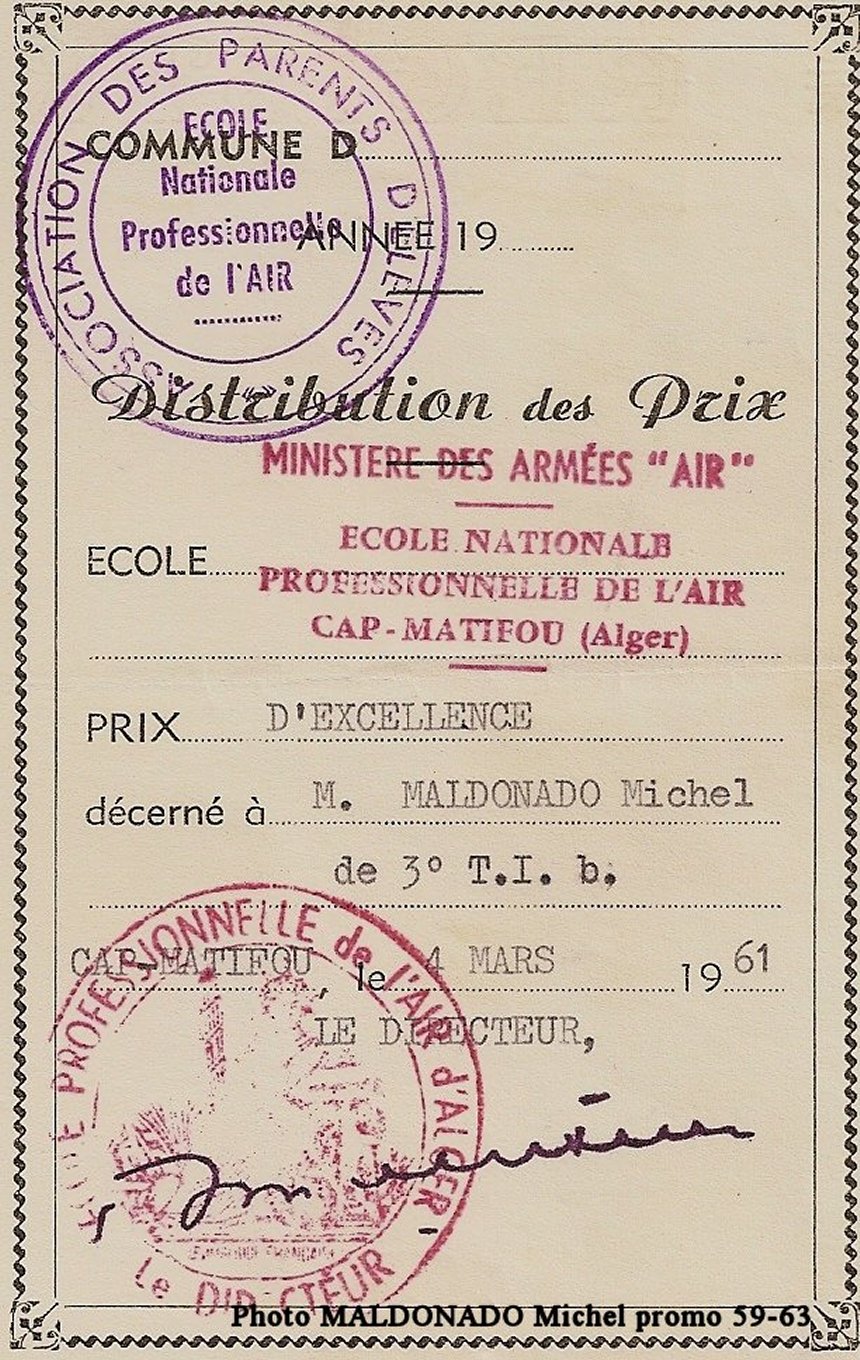 ASSOCIATION DES PARENTS D'ELEVES
ECOLE
Nationale
Professionnelle
de l'AIR
COMMUNE D
ANNEE 19
Distribution des Prix
MINISTERE DES ARMÉES "AIR"
ECOLE
ECOLE NATIONALE
PROFESSIONNELLE DE L'AIR
CAP-MATIFOU (Alger)
PRIX D'EXCELLENCE
décerné à M. MALDONADO Michel
de 3° T.I. b.
CAP-MATIFOU, le 4 MARS 1961
LE DIRECTEUR,
PROFESSIONNELLE de l'AIR d'ALGER
Le DIRECTEUR
Photo MALDONADO Michel promo 59-63